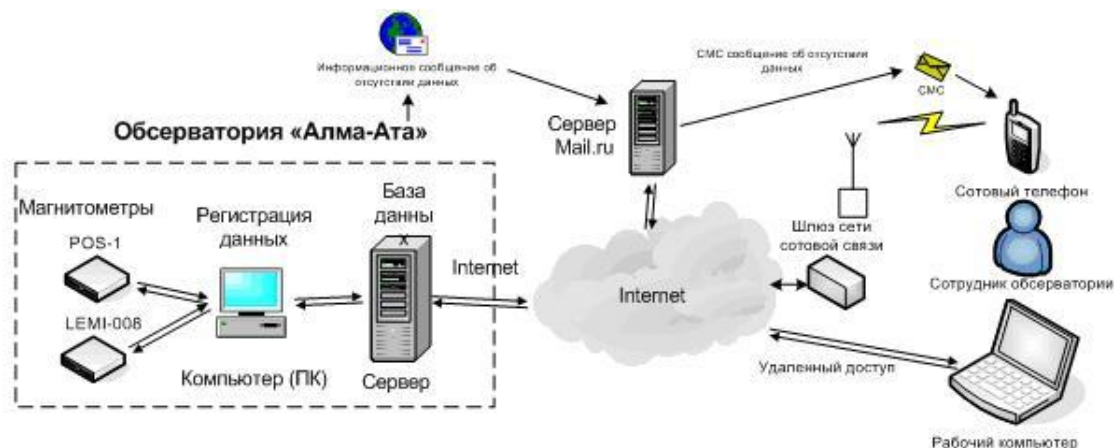 Информационное сообщение об
отсутствии данных
СМС сообщение об отсутствии
данных
СМС
Обсерватория «Алма-Ата»
Сервер
Mail.ru
Сотовый телефон
Магнитометры
POS-1
LEMI-008
Регистрация
данных
Компьютер (ПК)
База
данны
х
Сервер
Internet
Internet
Шлюз сети
сотовой связи
Сотрудник обсерватории
Удаленный доступ
Рабочий компьютер